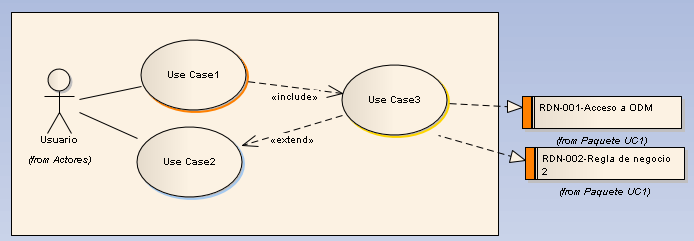 Use Case1
«include»
Use Case3
RDN-001-Acceso a ODM
(from Paquete UC1)
Usuario
(from Actores)
Use Case2
«extend»
RDN-002-Regla de negocio
2
(from Paquete UC1)